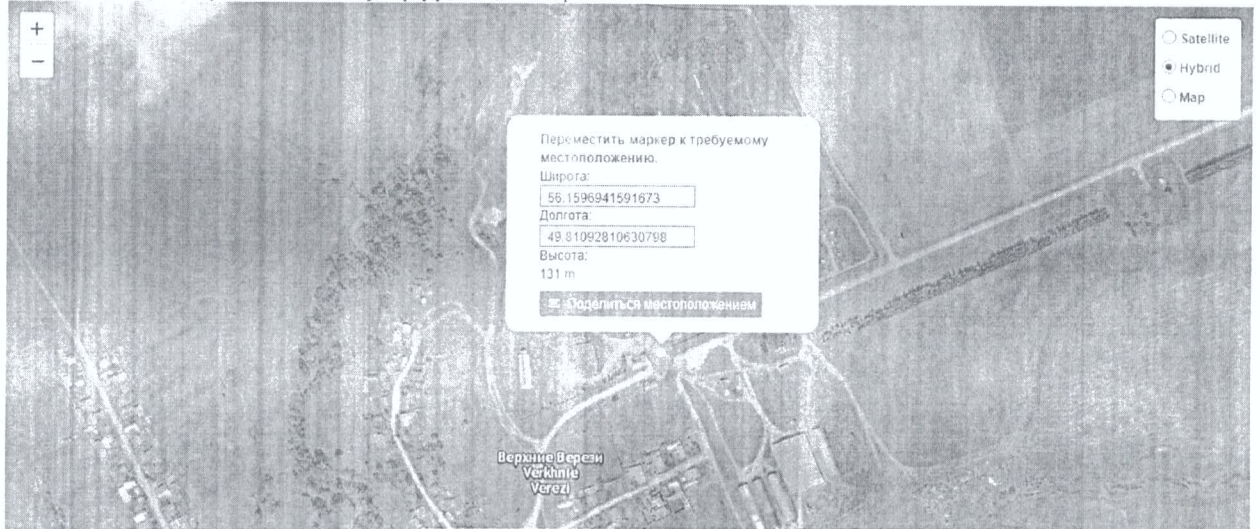 +
−
Satellite
Hybrid
Map
Переместить маркер к требуемому
местоположению.
Широта:
56.1596941591673
Долгота:
49.81092810630798
Высота:
131 m
Поделиться местоположением
Верхние Верези
Verkhnie
Verezi